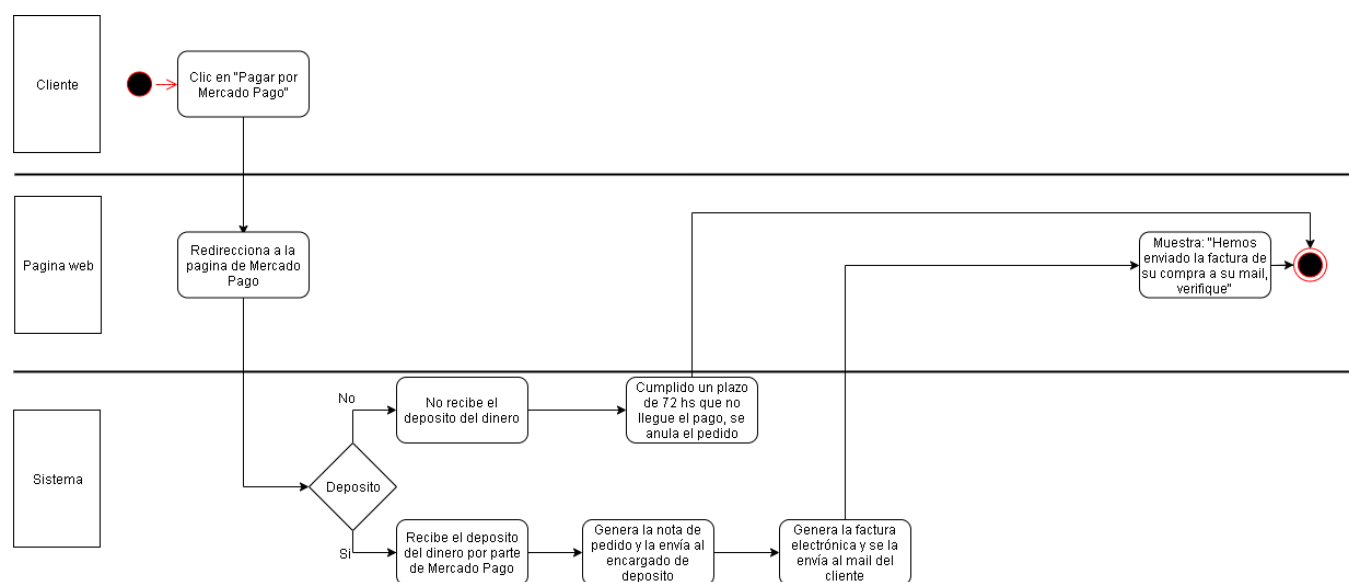 Cliente
Clic en "Pagar por
Mercado Pago"
Pagina web
Redirecciona a la
pagina de Mercado
Pago
Muestra: "Hemos
enviado la factura de
su compra a su mail,
verifique"
Sistema
Deposito
No
No recibe el
deposito del dinero
Cumplido un plazo
de 72 hs que no
llegue el pago, se
anula el pedido
Si
Recibe el deposito
del dinero por parte
de Mercado Pago
Genera la nota de
pedido y la envía al
encargado de
deposito
Genera la factura
electrónica y se la
envía al mail del
cliente